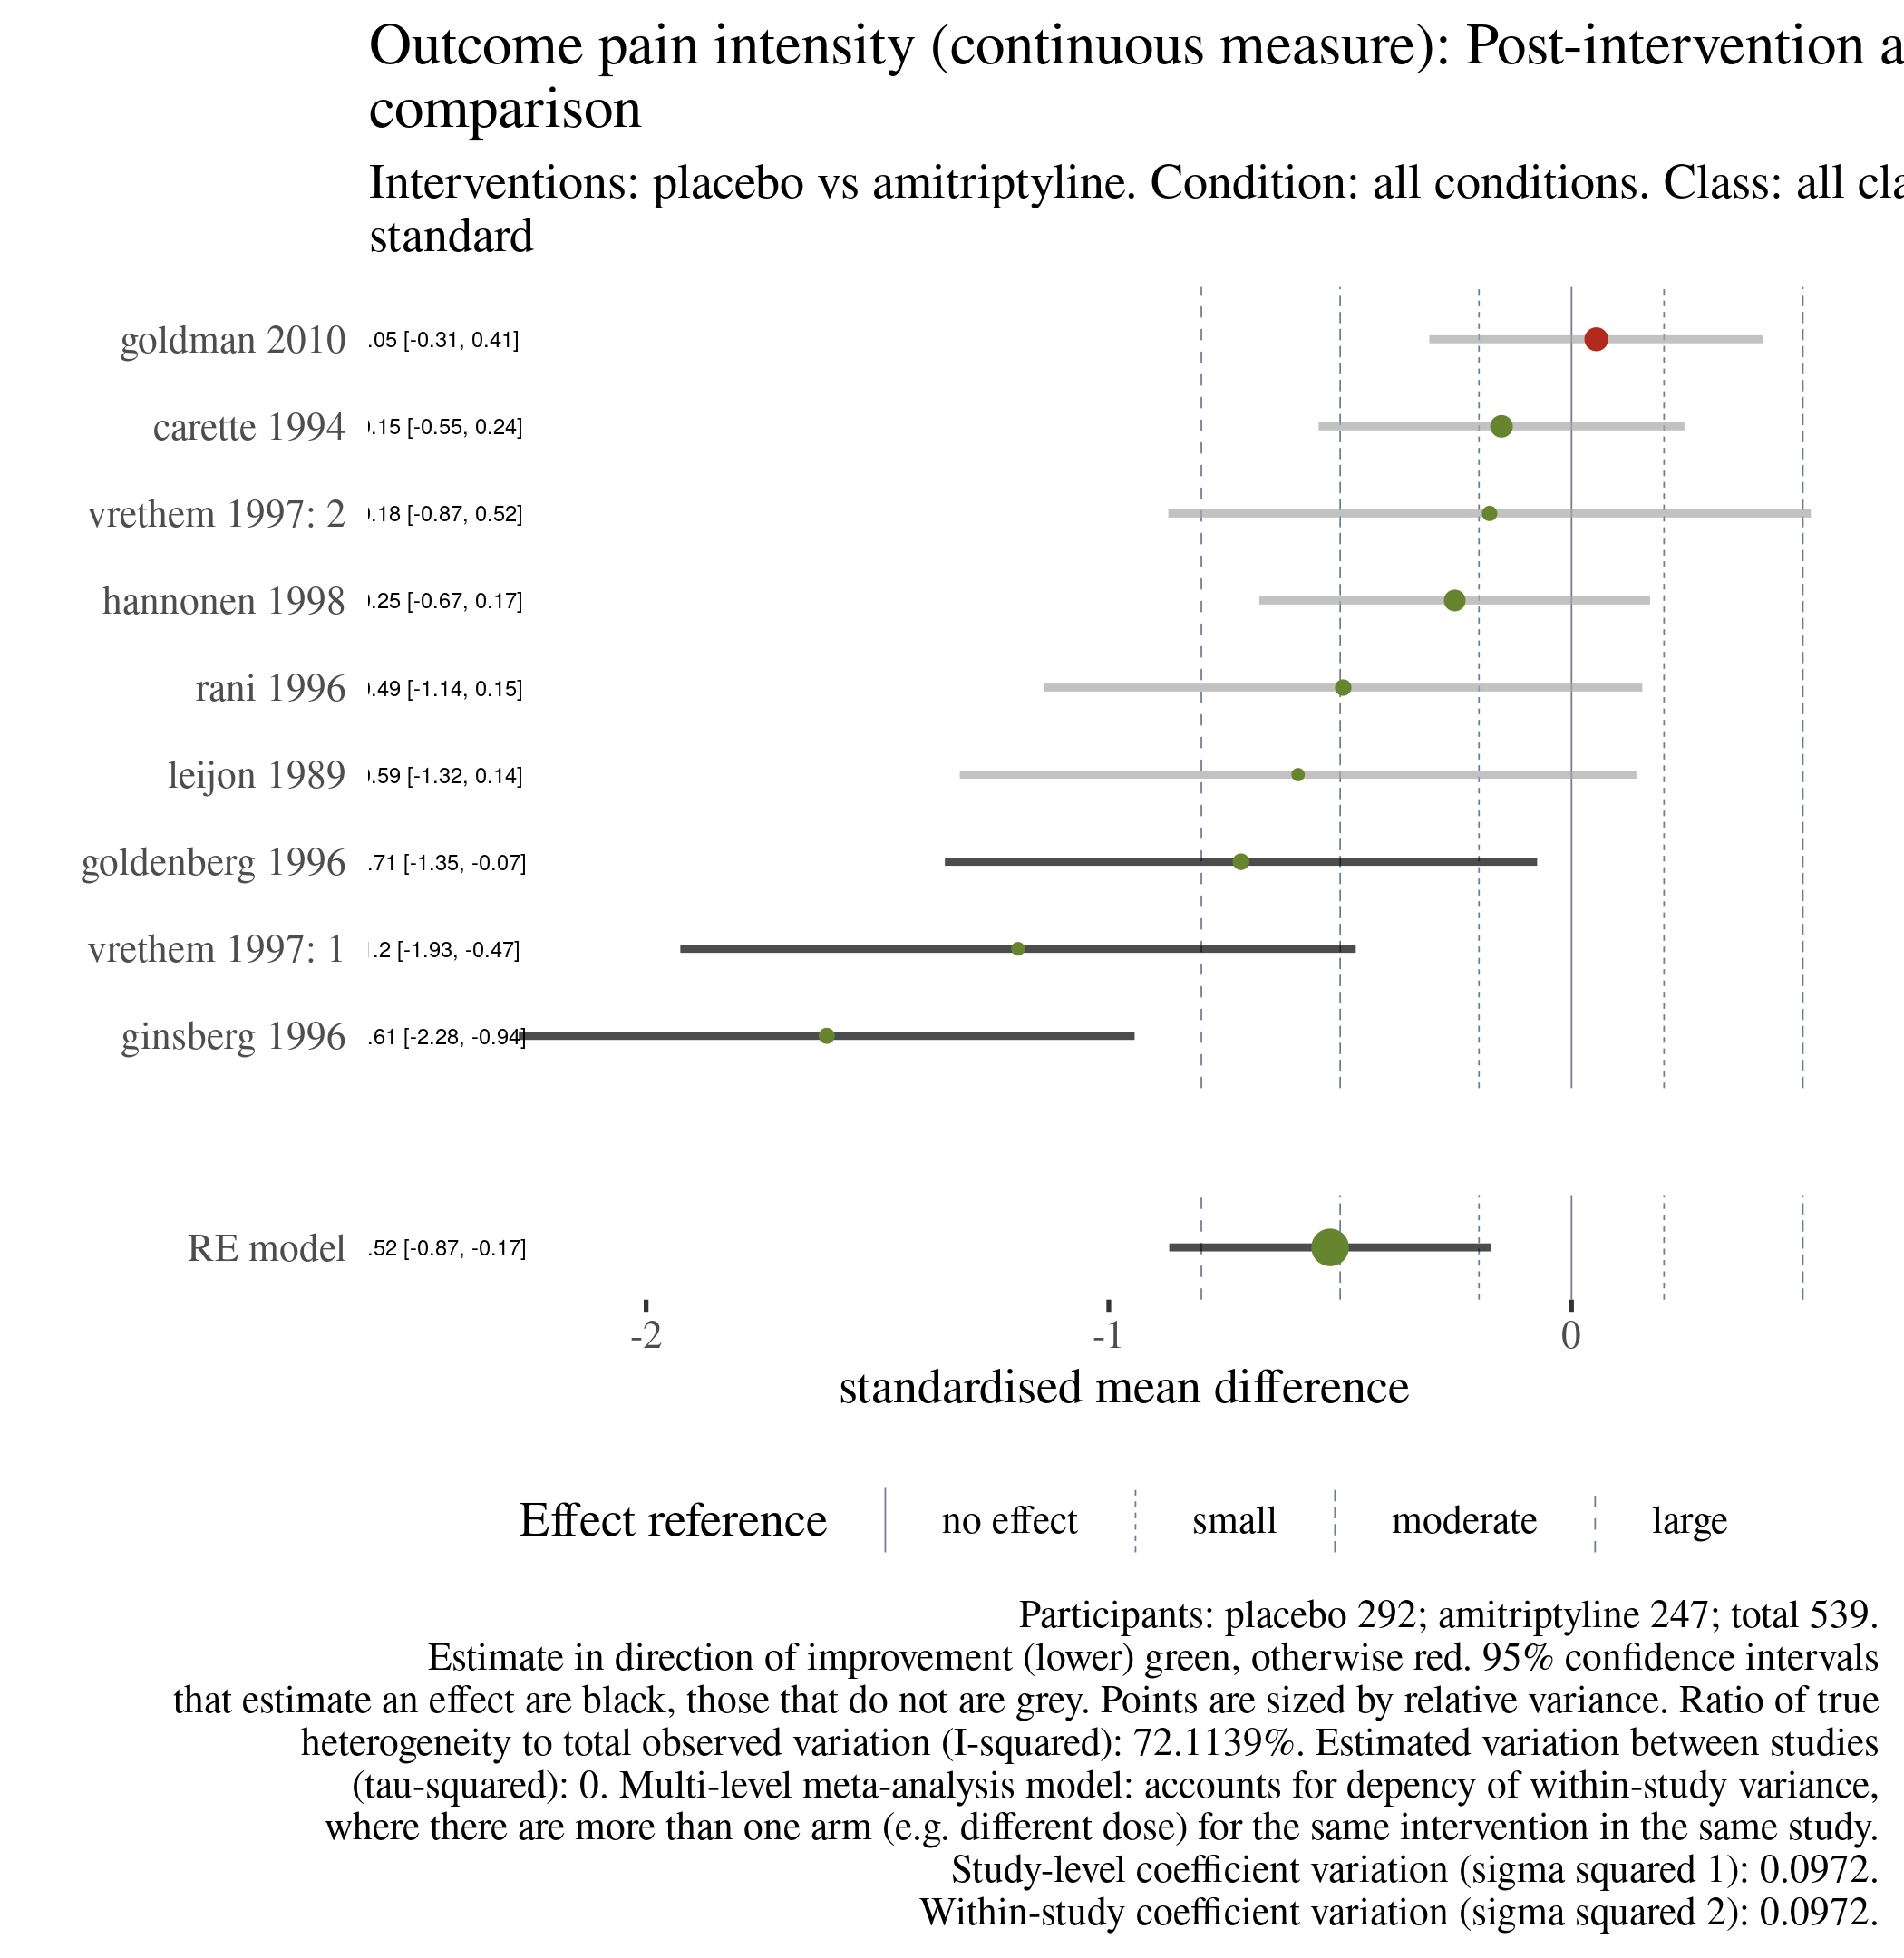 Outcome pain intensity (continuous measure): Post-intervention a
comparison
Interventions: placebo vs amitriptyline. Condition: all conditions. Class: all cla
standard
goldman 2010 .05 [-0.31, 0.41]
carette 1994 .15 [-0.55, 0.24]
vrethem 1997: 2 .18 [-0.87, 0.52]
hannonen 1998 .25 [-0.67, 0.17]
rani 1996 .49 [-1.14, 0.15]
leijon 1989 .59 [-1.32, 0.14]
goldenberg 1996 .71 [-1.35, -0.07]
vrethem 1997: 1 .2 [-1.93, -0.47]
ginsberg 1996 .61 [-2.28, -0.94]
RE model .52 [-0.87, -0.17]
-2 -1 0
standardised mean difference
Effect reference no effect small moderate large
Participants: placebo 292; amitriptyline 247; total 539.
Estimate in direction of improvement (lower) green, otherwise red. 95% confidence intervals
that estimate an effect are black, those that do not are grey. Points are sized by relative variance. Ratio of true
heterogeneity to total observed variation (I-squared): 72.1139%. Estimated variation between studies
(tau-squared): 0. Multi-level meta-analysis model: accounts for depency of within-study variance,
where there are more than one arm (e.g. different dose) for the same intervention in the same study.
Study-level coefficient variation (sigma squared 1): 0.0972.
Within-study coefficient variation (sigma squared 2): 0.0972.